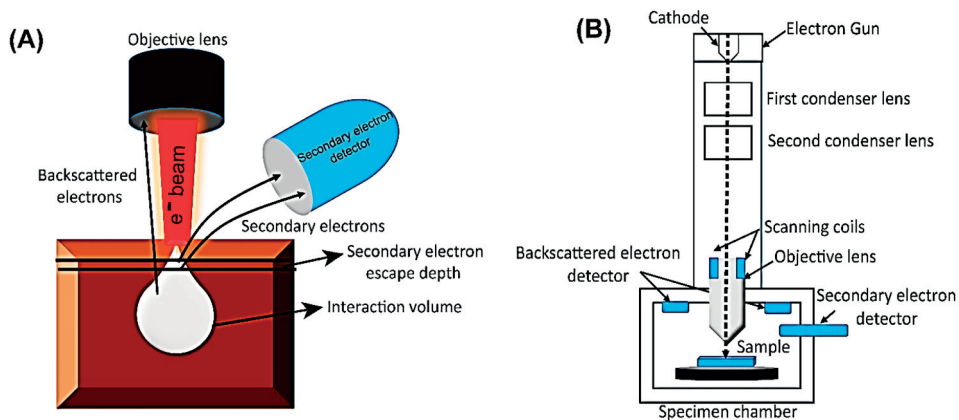 (A)
Objective lens
Backscattered
electrons
e⁻ beam
Secondary electron
detector
Secondary electrons
Secondary electron
escape depth
Interaction volume
(B)
Cathode
Electron Gun
First condenser lens
Second condenser lens
Scanning coils
Backscattered electron
detector
Objective lens
Secondary electron
detector
Sample
Specimen chamber